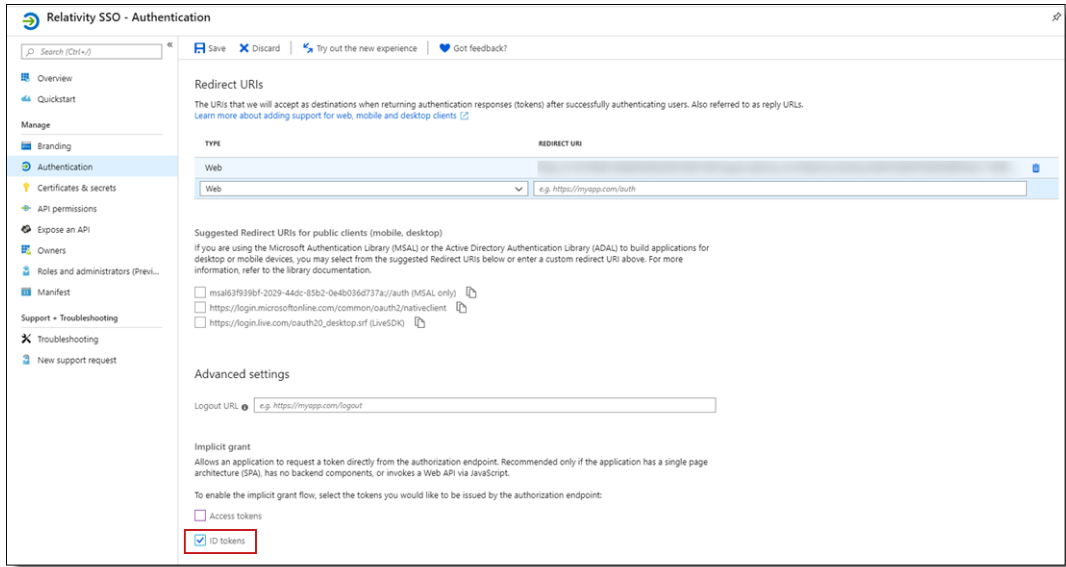 Relativity SSO - Authentication
Search (Ctrl+/)
Overview
Quickstart
Manage
Branding
Authentication
Certificates & secrets
API permissions
Expose an API
Owners
Roles and administrators (Previ...
Manifest
Support + Troubleshooting
Troubleshooting
New support request
Save Discard Try out the new experience Got feedback?
Redirect URIs
The URIs that we will accept as destinations when returning authentication responses (tokens) after successfully authenticating users. Also referred to as reply URLs.
Learn more about adding support for web, mobile and desktop clients
TYPE REDIRECT URI
Web
Web e.g. https://myapp.com/auth
Suggested Redirect URIs for public clients (mobile, desktop)
If you are using the Microsoft Authentication Library (MSAL) or the Active Directory Authentication Library (ADAL) to build applications for
desktop or mobile devices, you may select from the suggested Redirect URIs below or enter a custom redirect URI above. For more
information, refer to the library documentation.
msal63f939bf-2029-44dc-85b2-0e4b036d737a://auth (MSAL only)
https://login.microsoftonline.com/common/oauth2/nativeclient
https://login.live.com/oauth20_desktop.srf (LiveSDK)
Advanced settings
Logout URL e.g. https://myapp.com/logout
Implicit grant
Allows an application to request a token directly from the authorization endpoint. Recommended only if the application has a single page
architecture (SPA), has no backend components, or invokes a Web API via JavaScript.
To enable the implicit grant flow, select the tokens you would like to be issued by the authorization endpoint:
Access tokens
ID tokens